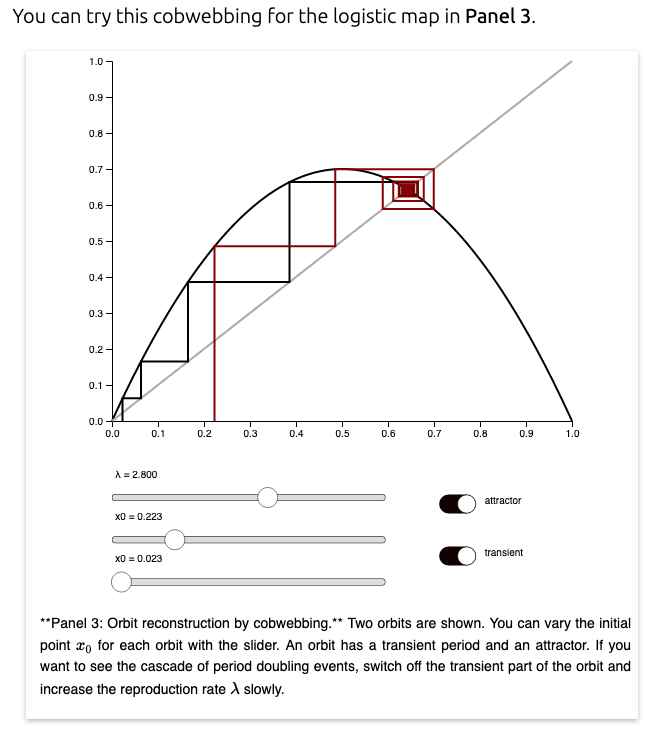 You can try this cobwebbing for the logistic map in Panel 3.
1.0
0.9
0.8
0.7
0.6
0.5
0.4
0.3
0.2
0.1
0.0
0.0 0.1 0.2 0.3 0.4 0.5 0.6 0.7 0.8 0.9 1.0
λ = 2.800
x0 = 0.223
x0 = 0.023
attractor
transient
**Panel 3: Orbit reconstruction by cobwebbing.** Two orbits are shown. You can vary the initial
point x₀ for each orbit with the slider. An orbit has a transient period and an attractor. If you
want to see the cascade of period doubling events, switch off the transient part of the orbit and
increase the reproduction rate λ slowly.